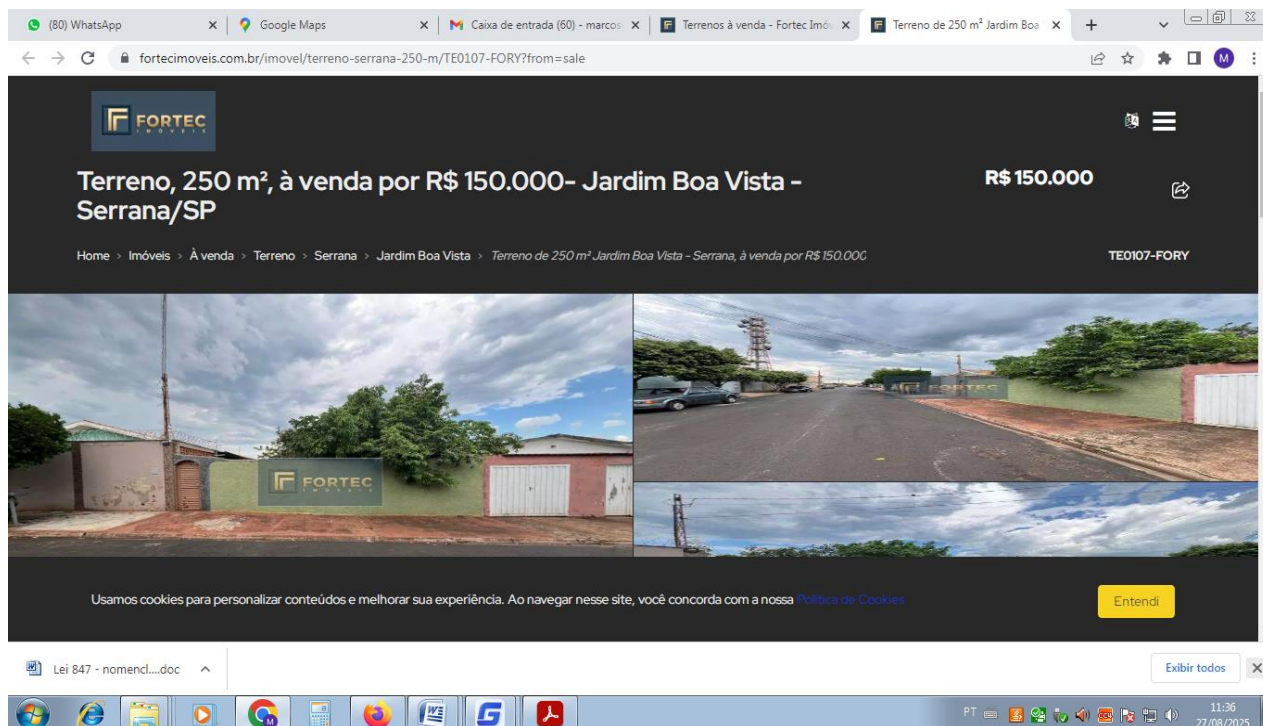 (80) WhatsApp
Google Maps
Caixa de entrada (60) - marcos
Terrenos à venda - Fortec Imóv
Terreno de 250 m² Jardim Boa
fortecimoveis.com.br/imovel/terreno-serrana-250-m/TE0107-FORY?from=sale
M
FORTEC
IMÓVEIS
Terreno, 250 m², à venda por R$ 150.000- Jardim Boa Vista -
Serrana/SP
R$ 150.000
Home > Imóveis > À venda > Terreno > Serrana > Jardim Boa Vista > Terreno de 250 m² Jardim Boa Vista - Serrana, à venda por R$ 150.000
TE0107-FORY
FORTEC
IMÓVEIS
FORTEC
Usamos cookies para personalizar conteúdos e melhorar sua experiência. Ao navegar nesse site, você concorda com a nossa Política de Cookies
Entendi
Lei 847 - nomencl....doc
Exibir todos
PT
11:36
27/08/2025